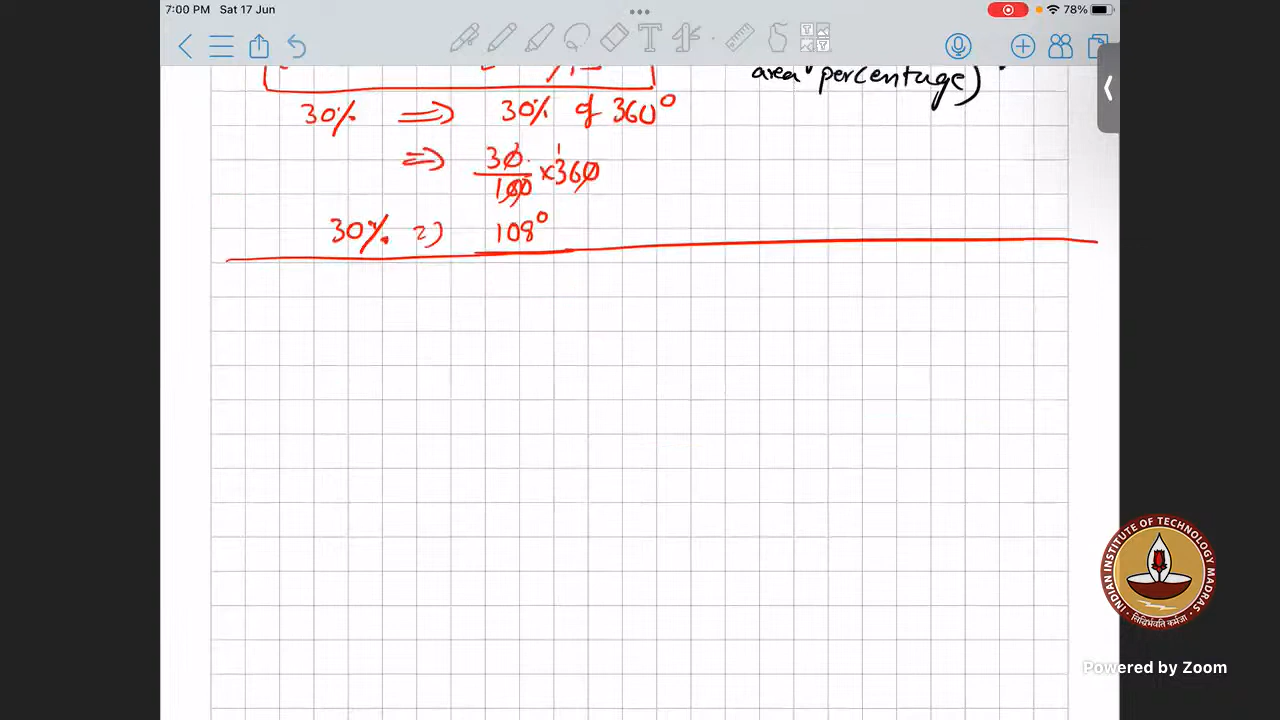 7:00 PM Sat 17 Jun
78%
area percentage)
30% ⇒ 30% of 360°
⇒ 30/100 × 360
30% ⇒ 108°
INDIAN INSTITUTE OF TECHNOLOGY MADRAS
सिद्धिर्भवति कर्मजा
Powered by Zoom